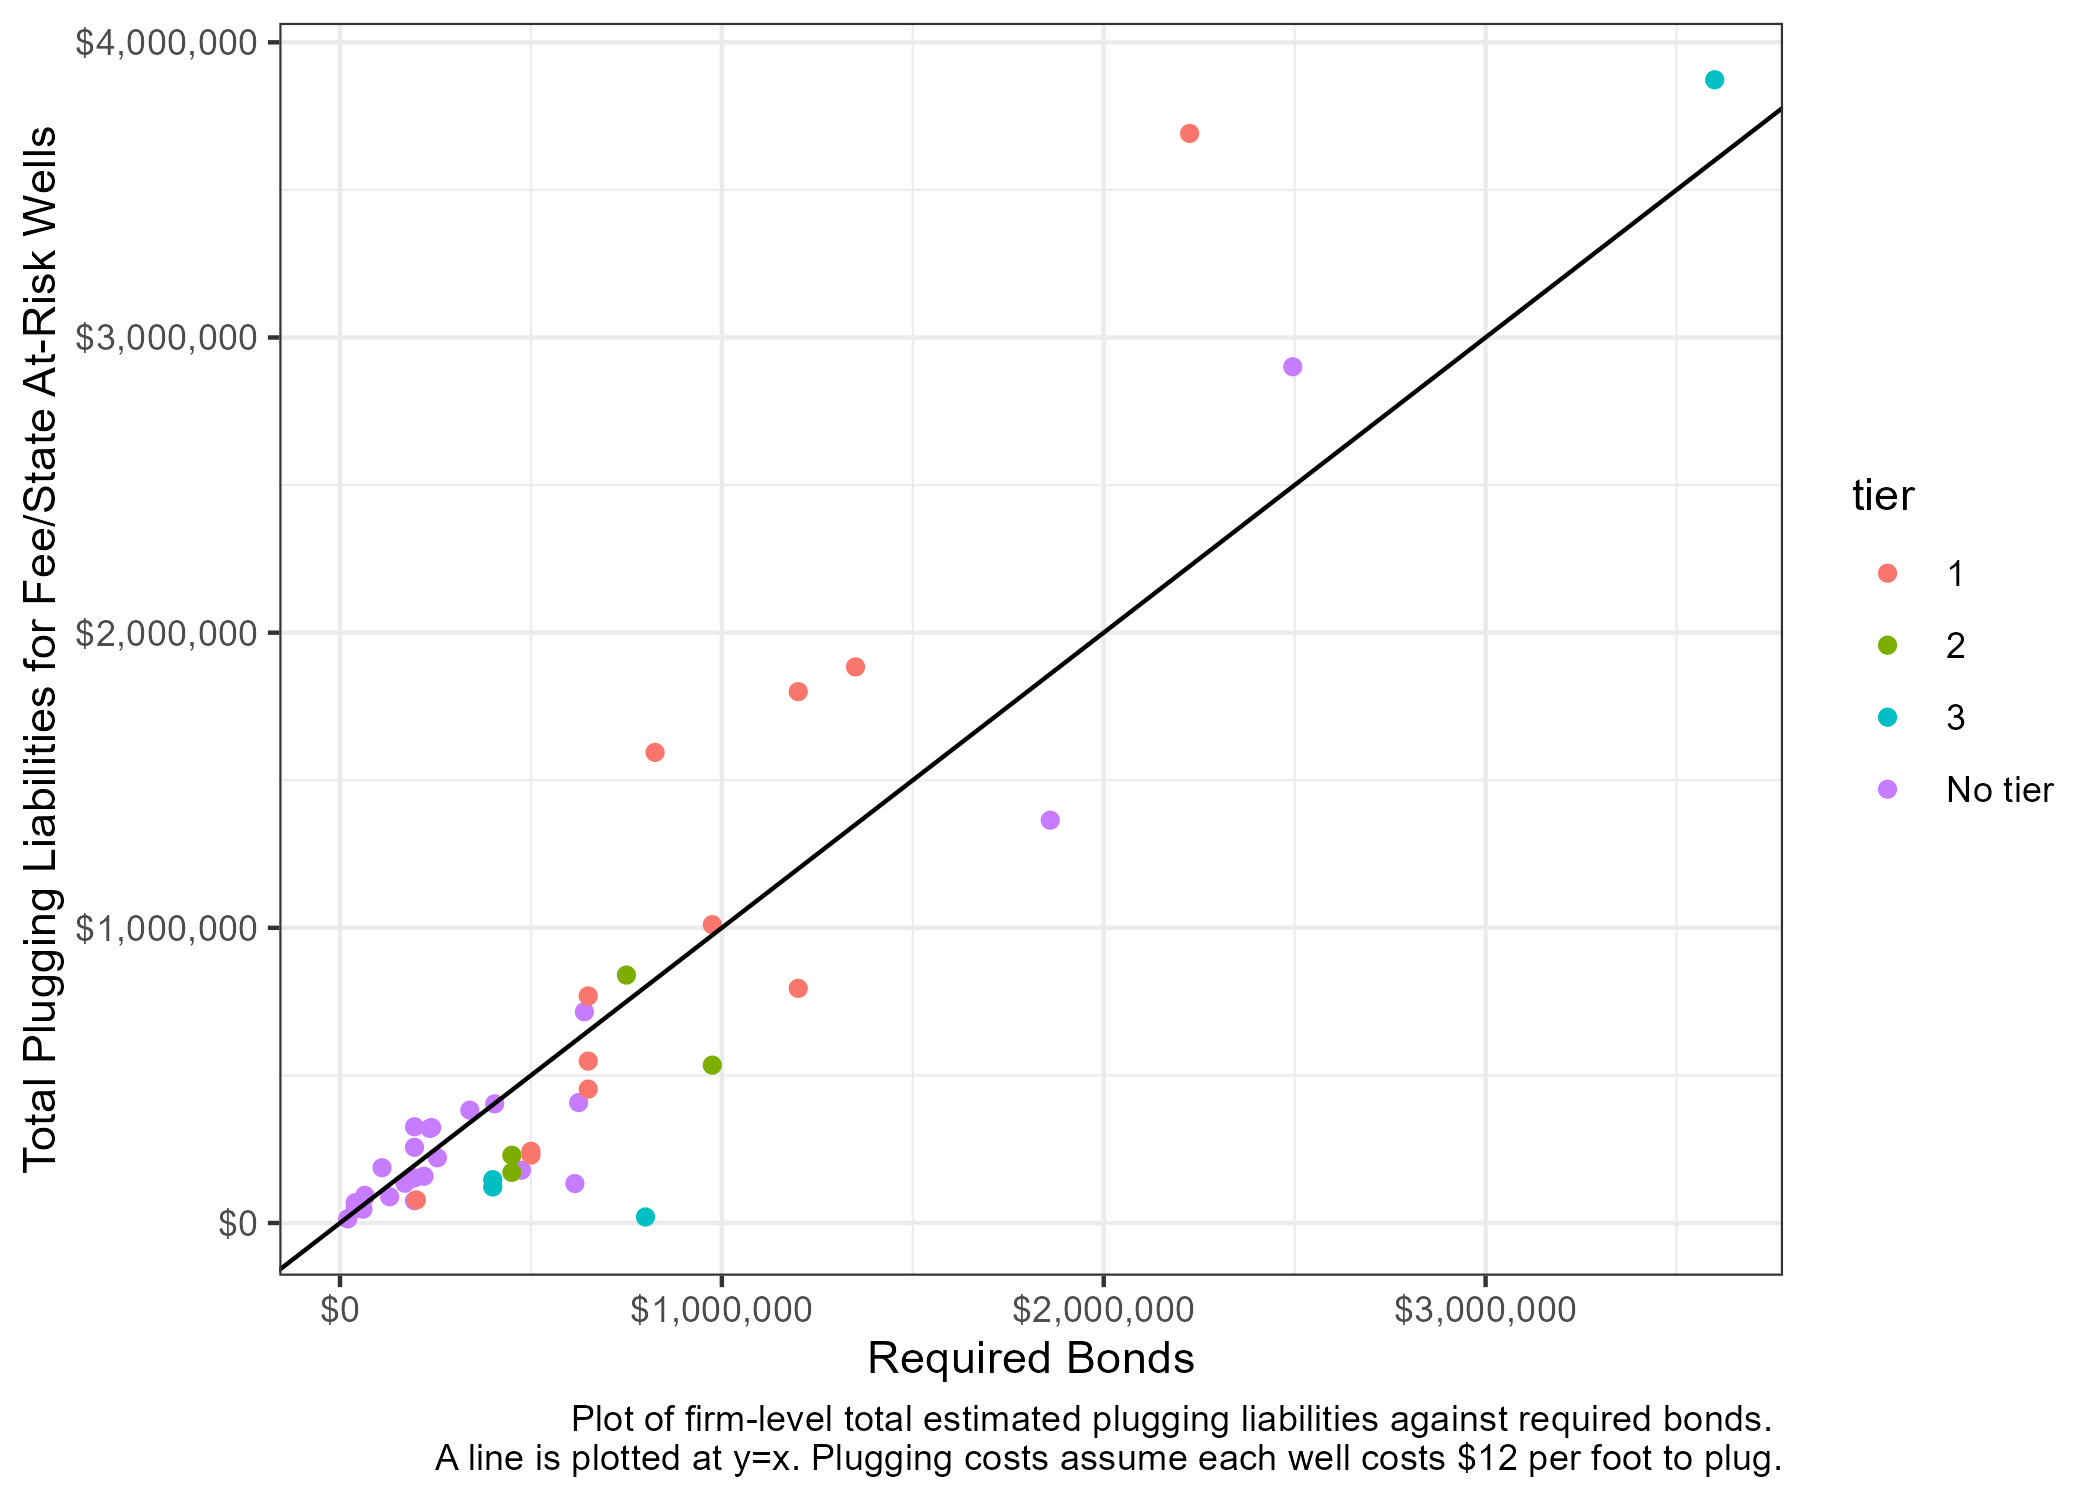 $4,000,000
$3,000,000
$2,000,000
$1,000,000
$0
Total Plugging Liabilities for Fee/State At-Risk Wells
$0
$1,000,000
$2,000,000
$3,000,000
Required Bonds
tier
1
2
3
No tier
Plot of firm-level total estimated plugging liabilities against required bonds.
A line is plotted at y=x. Plugging costs assume each well costs $12 per foot to plug.